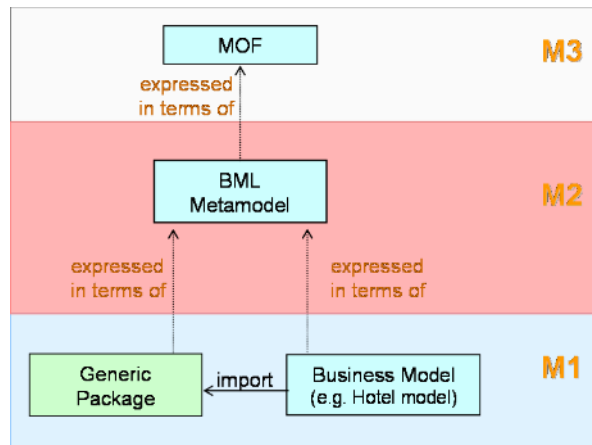 MOF
M3
expressed
in terms of
BML
Metamodel
M2
expressed
in terms of
expressed
in terms of
Generic
Package
import
Business Model
(e.g. Hotel model)
M1